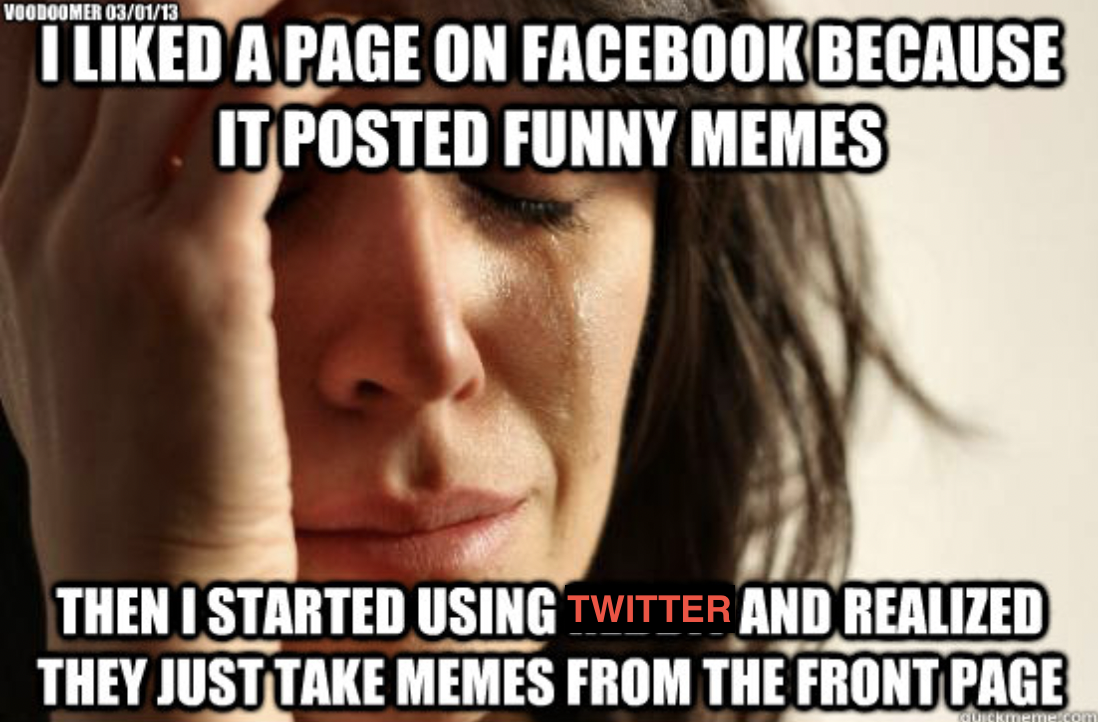 VOODOOMER 03/01/13
I LIKED A PAGE ON FACEBOOK BECAUSE
IT POSTED FUNNY MEMES
THEN I STARTED USING TWITTER AND REALIZED
THEY JUST TAKE MEMES FROM THE FRONT PAGE
quickmeme.com